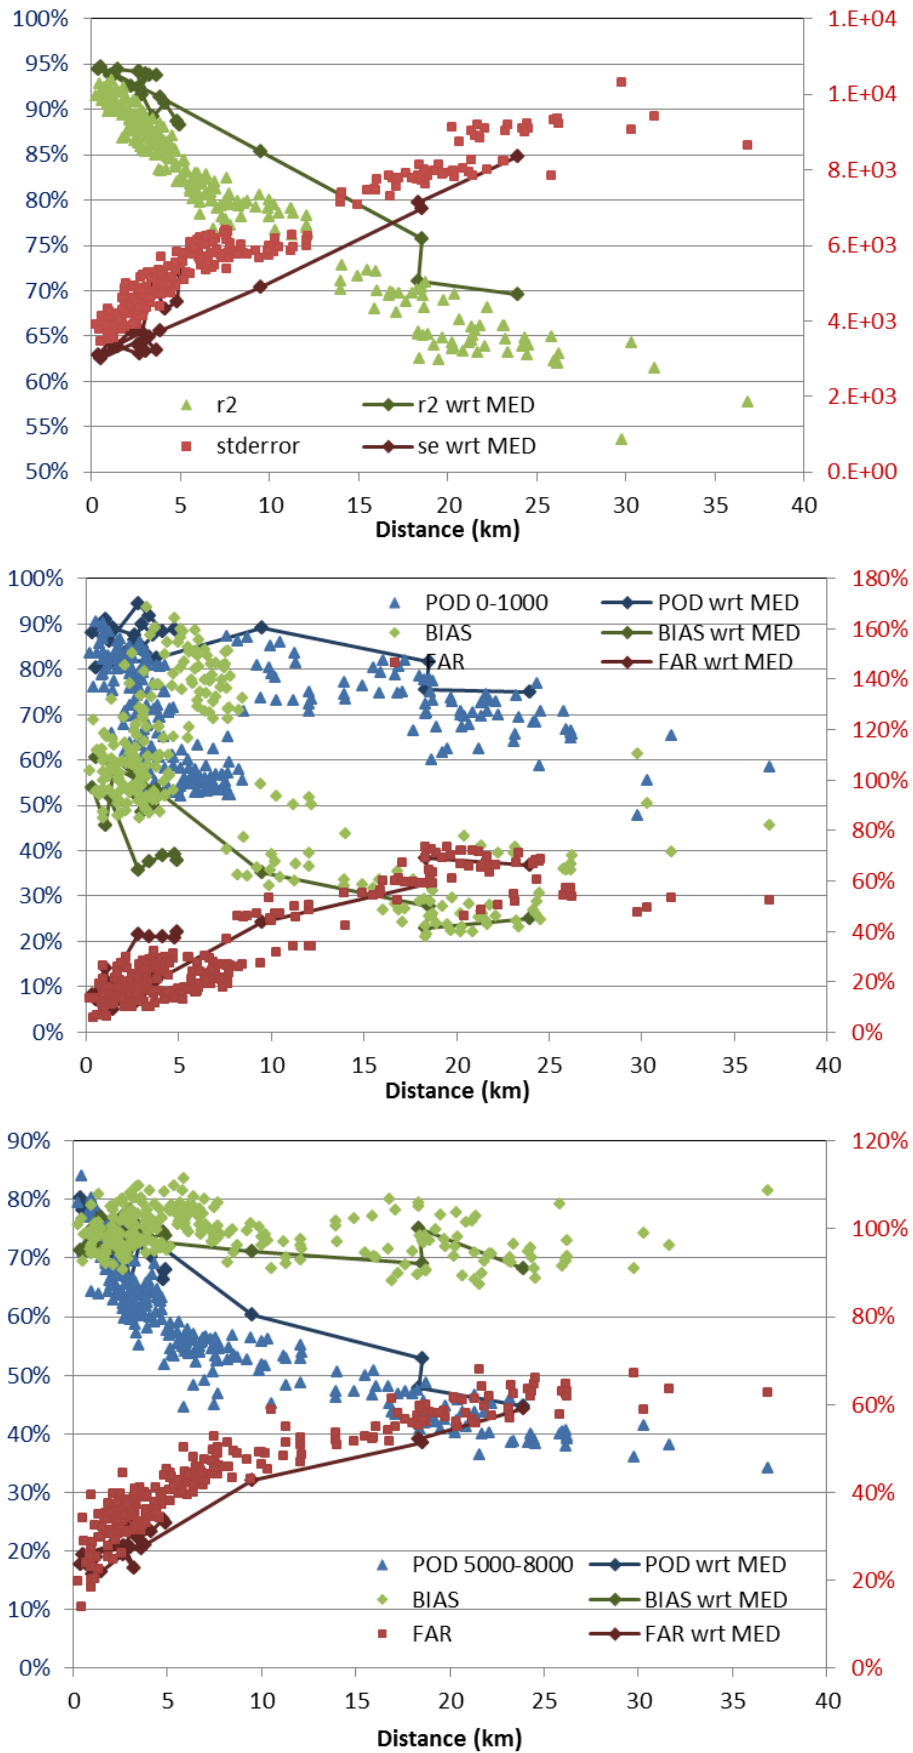 100% 1.E+04
95%
90% 1.E+04
85% 8.E+03
80%
75% 6.E+03
70%
65% 4.E+03
60%
r2 r2 wrt MED 2.E+03
55%
stderror se wrt MED
50% 0.E+00
0 5 10 15 20 25 30 35 40
Distance (km)
100% 180%
POD 0-1000 POD wrt MED
90% 160%
BIAS BIAS wrt MED
80% FAR FAR wrt MED 140%
70% 120%
60%
100%
50%
80%
40%
60%
30%
40%
20%
10% 20%
0% 0%
0 5 10 15 20 25 30 35 40
Distance (km)
90% 120%
80%
100%
70%
60% 80%
50%
60%
40%
30% 40%
20% POD 5000-8000 POD wrt MED
20%
10% BIAS BIAS wrt MED
FAR FAR wrt MED
0% 0%
0 5 10 15 20 25 30 35 40
Distance (km)